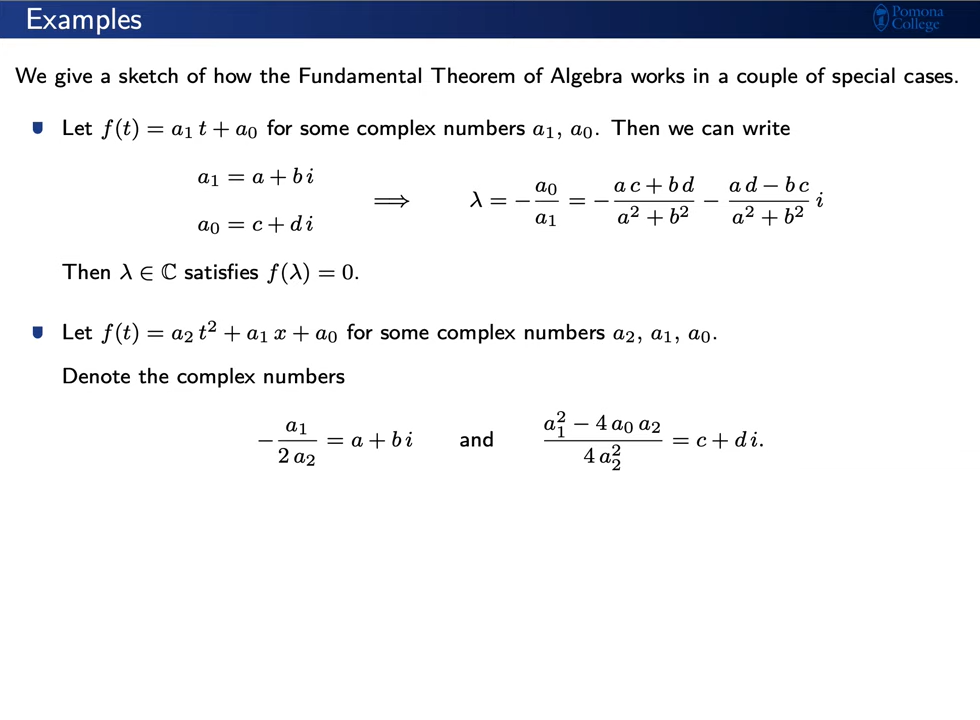 Examples
Pomona
College
We give a sketch of how the Fundamental Theorem of Algebra works in a couple of special cases.
Let f(t) = a₁ t + a₀ for some complex numbers a₁, a₀. Then we can write
a₁ = a + b i
a₀ = c + d i
⟹ λ = − a₀/a₁ = − (a c + b d)/(a² + b²) − (a d − b c)/(a² + b²) i
Then λ ∈ ℂ satisfies f(λ) = 0.
Let f(t) = a₂ t² + a₁ x + a₀ for some complex numbers a₂, a₁, a₀.
Denote the complex numbers
− a₁/(2 a₂) = a + b i and (a₁² − 4 a₀ a₂)/(4 a₂²) = c + d i.